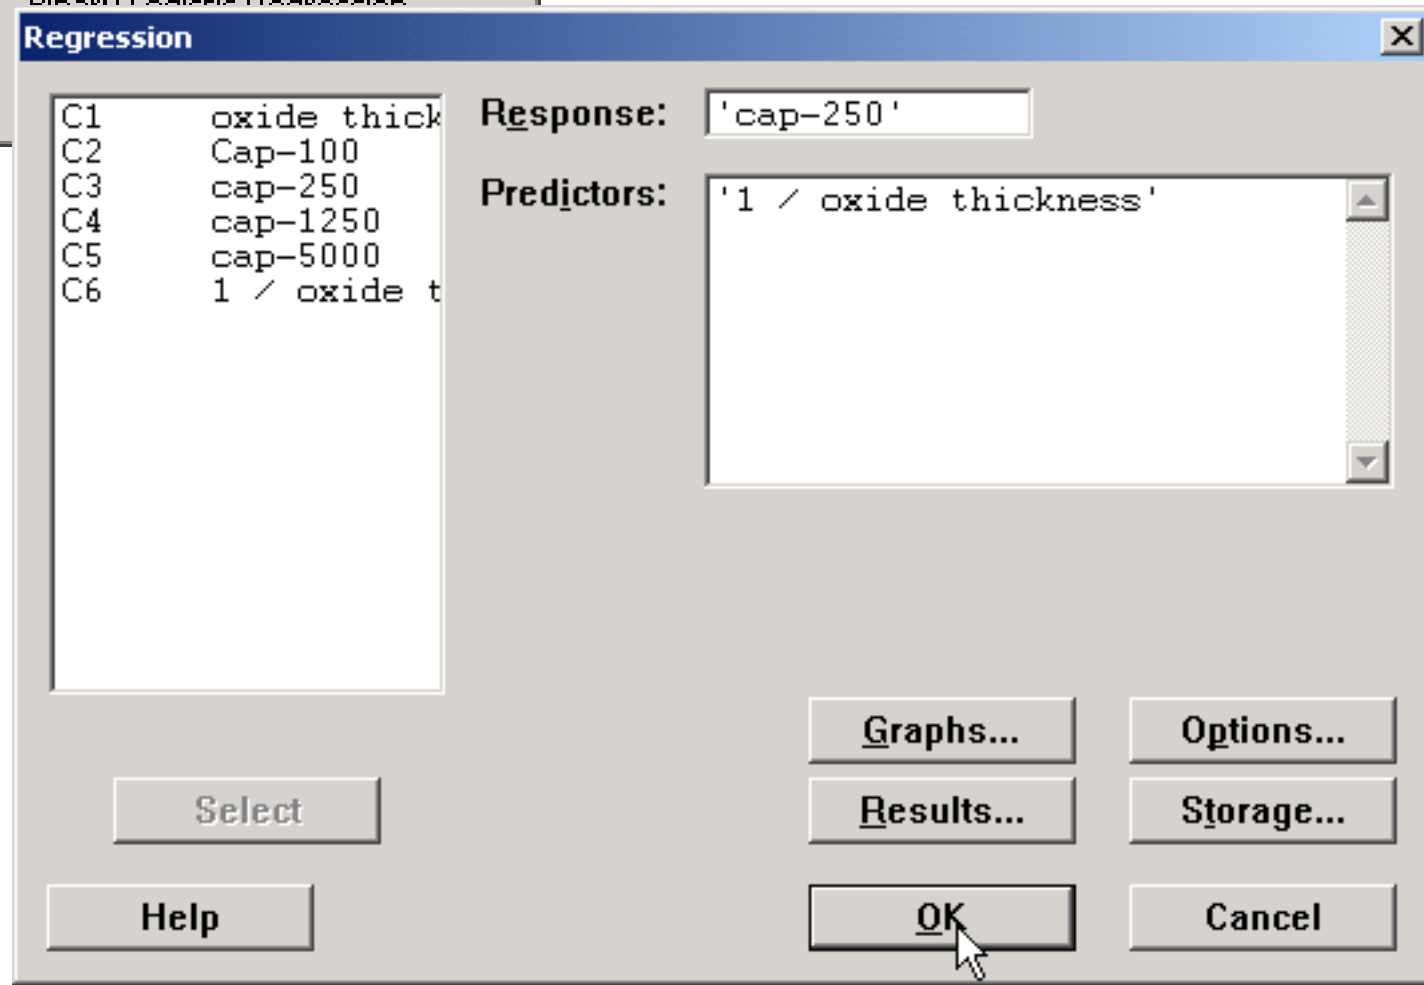 Regression
C1 oxide thick
C2 Cap-100
C3 cap-250
C4 cap-1250
C5 cap-5000
C6 1 / oxide t
Response: 'cap-250'
Predictors: '1 / oxide thickness'
Graphs... Options...
Select Results... Storage...
Help OK Cancel